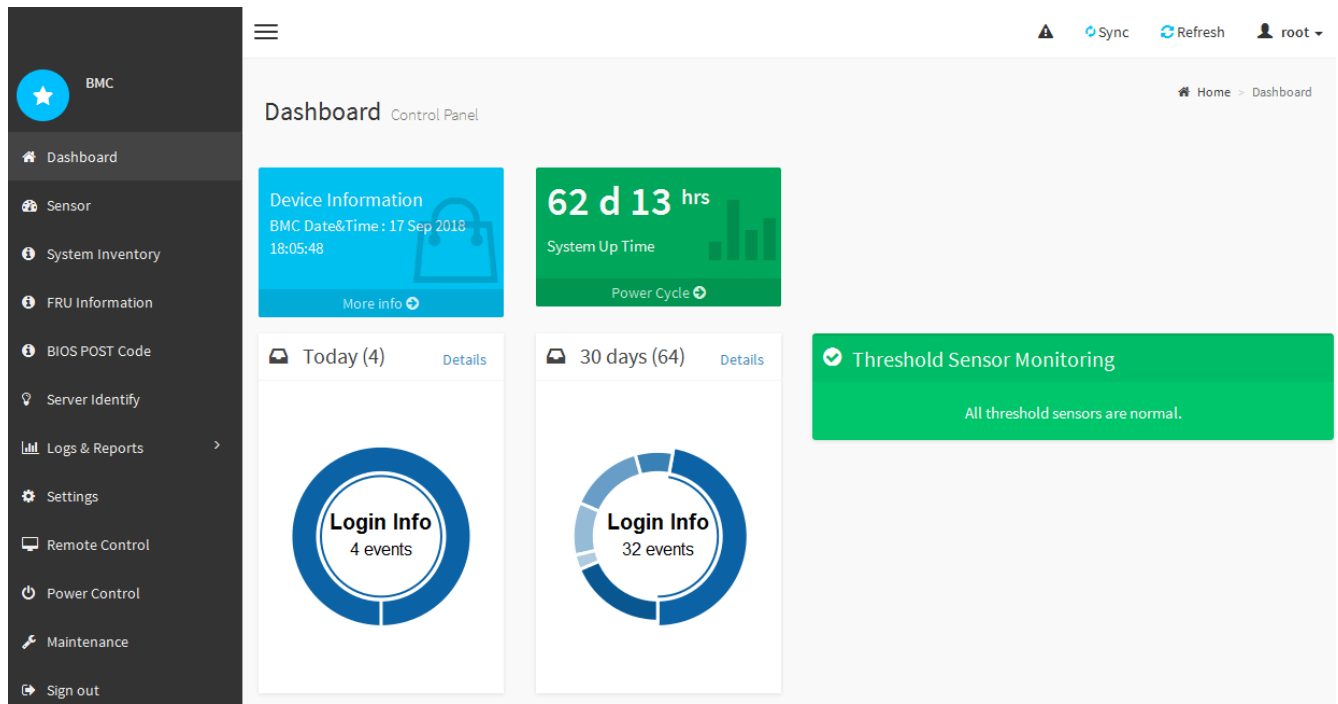 Sync
Refresh
root
BMC
Home > Dashboard
Dashboard Control Panel
Dashboard
Sensor
System Inventory
FRU Information
BIOS POST Code
Server Identify
Logs & Reports
Settings
Remote Control
Power Control
Maintenance
Sign out
Device Information
BMC Date&Time : 17 Sep 2018
18:05:48
More info
62 d 13 hrs
System Up Time
Power Cycle
Today (4) Details
Login Info
4 events
30 days (64) Details
Login Info
32 events
Threshold Sensor Monitoring
All threshold sensors are normal.